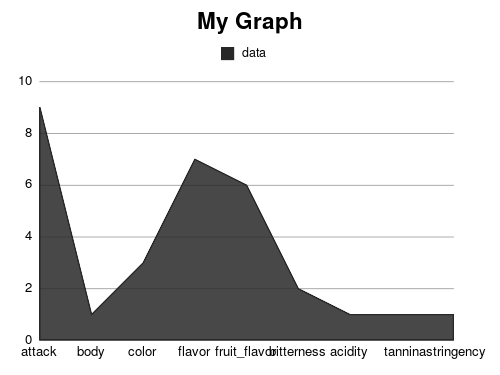 My Graph
data
10
8
6
4
2
0
attack body color flavor fruit_flavor bitterness acidity tannin astringency